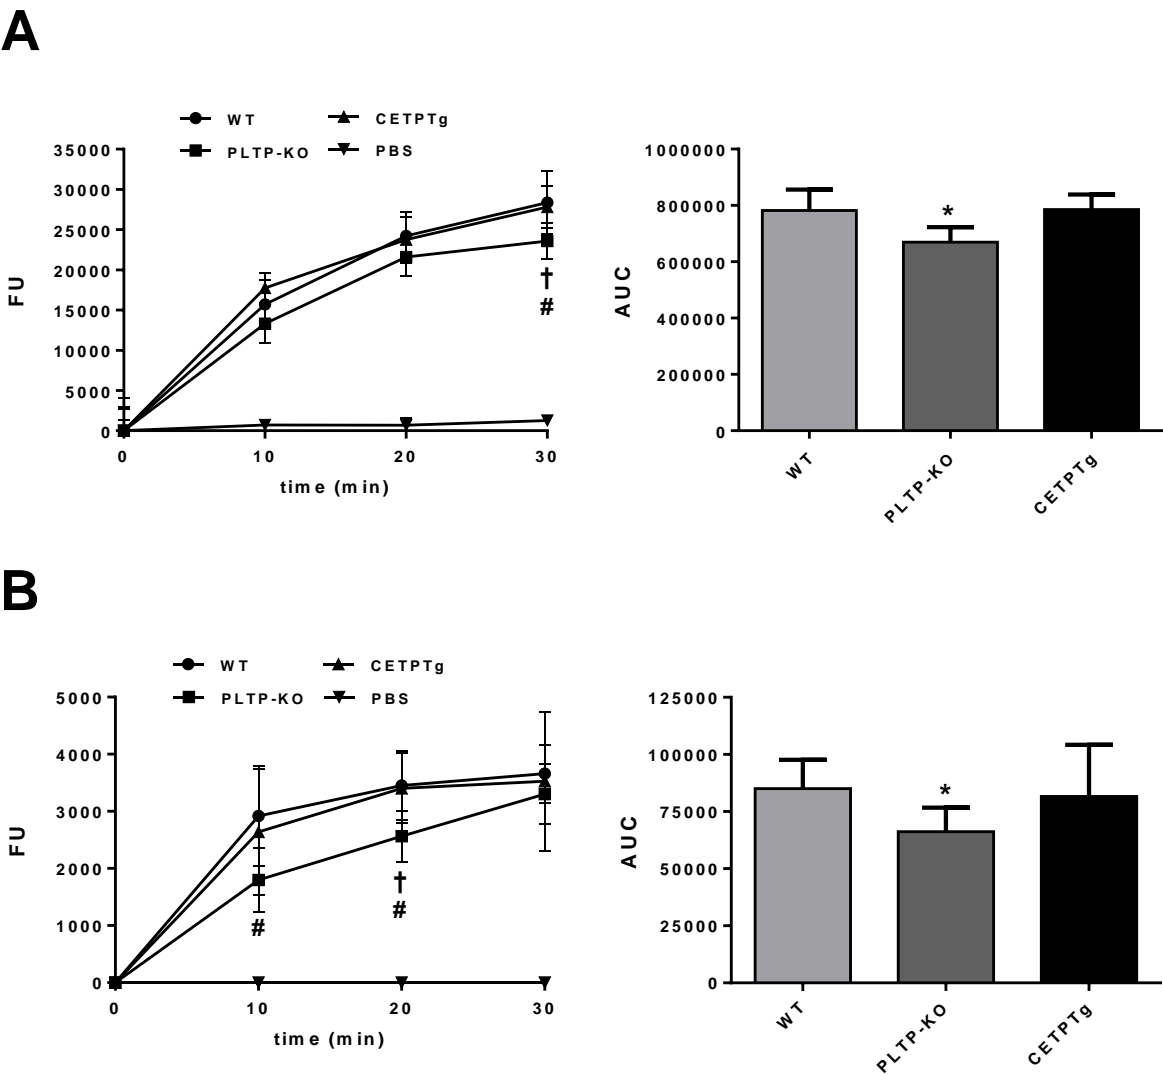 A
WT
CETPTg
PLTP-KO
PBS
35000
30000
25000
20000
15000
10000
5000
0
FU
†
#
0 10 20 30
time (min)
1000000
800000
600000
400000
200000
0
AUC
*
WT
PLTP-KO
CETPTg
B
WT
CETPTg
PLTP-KO
PBS
5000
4000
3000
2000
1000
0
FU
†
#
#
0 10 20 30
time (min)
125000
100000
75000
50000
25000
0
AUC
*
WT
PLTP-KO
CETPTg